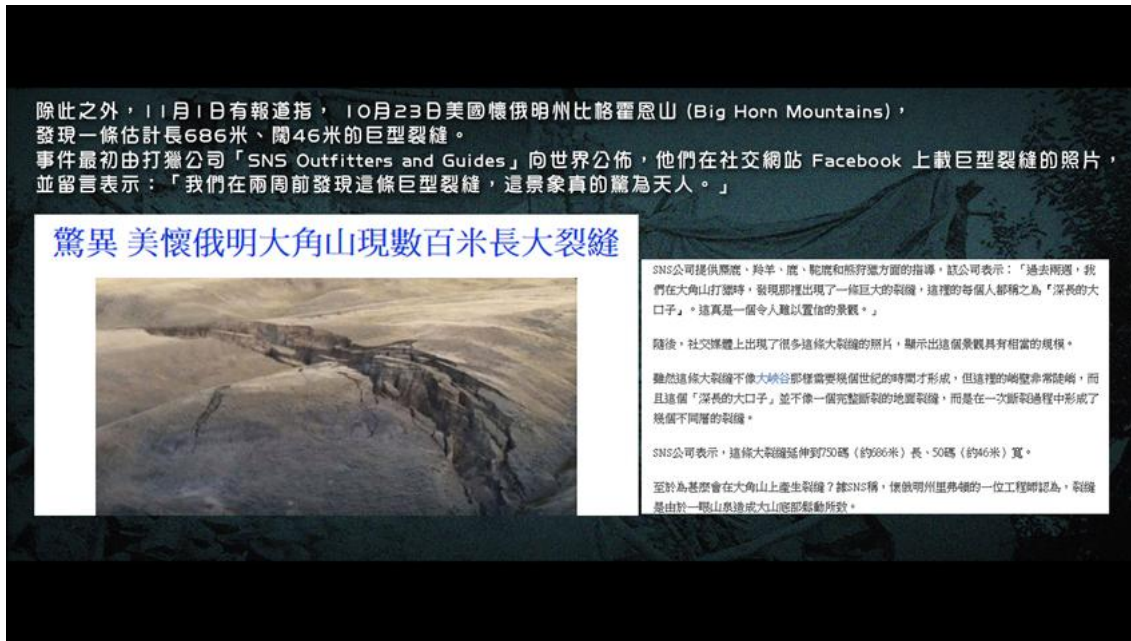 除此之外，11月1日有報道指， 10月23日美國懷俄明州比格霍恩山 (Big Horn Mountains)，
發現一條估計長686米、闊46米的巨型裂縫。
事件最初由打獵公司「SNS Outfitters and Guides」向世界公佈，他們在社交網站 Facebook 上載巨型裂縫的照片，
並留言表示：「我們在兩周前發現這條巨型裂縫，這景象真的驚為天人。」
驚異 美懷俄明大角山現數百米長大裂縫
SNS公司提供麋鹿、羚羊、鹿、駝鹿和熊狩獵方面的指導，該公司表示：「過去兩週，我
們在大角山打獵時，發現那裡出現了一條巨大的裂縫，這裡的每個人都稱之為『深長的大
口子』。這真是一個令人難以置信的景觀。」
隨後，社交媒體上出現了很多這條大裂縫的照片，顯示出這個景觀具有相當的規模。
雖然這條大裂縫不像大峽谷那樣需要幾個世紀的時間才形成，但這裡的峭壁非常陡峭，而
且這個「深長的大口子」並不像一個完整斷裂的地面裂縫，而是在一次斷裂過程中形成了
幾個不同層的裂縫。
SNS公司表示，這條大裂縫延伸到750碼（約686米）長、50碼（約46米）寬。
至於為甚麼會在大角山上產生裂縫？據SNS稱，懷俄明州里弗頓的一位工程師認為，裂縫
是由於一眼山泉造成大山底部鬆動所致。